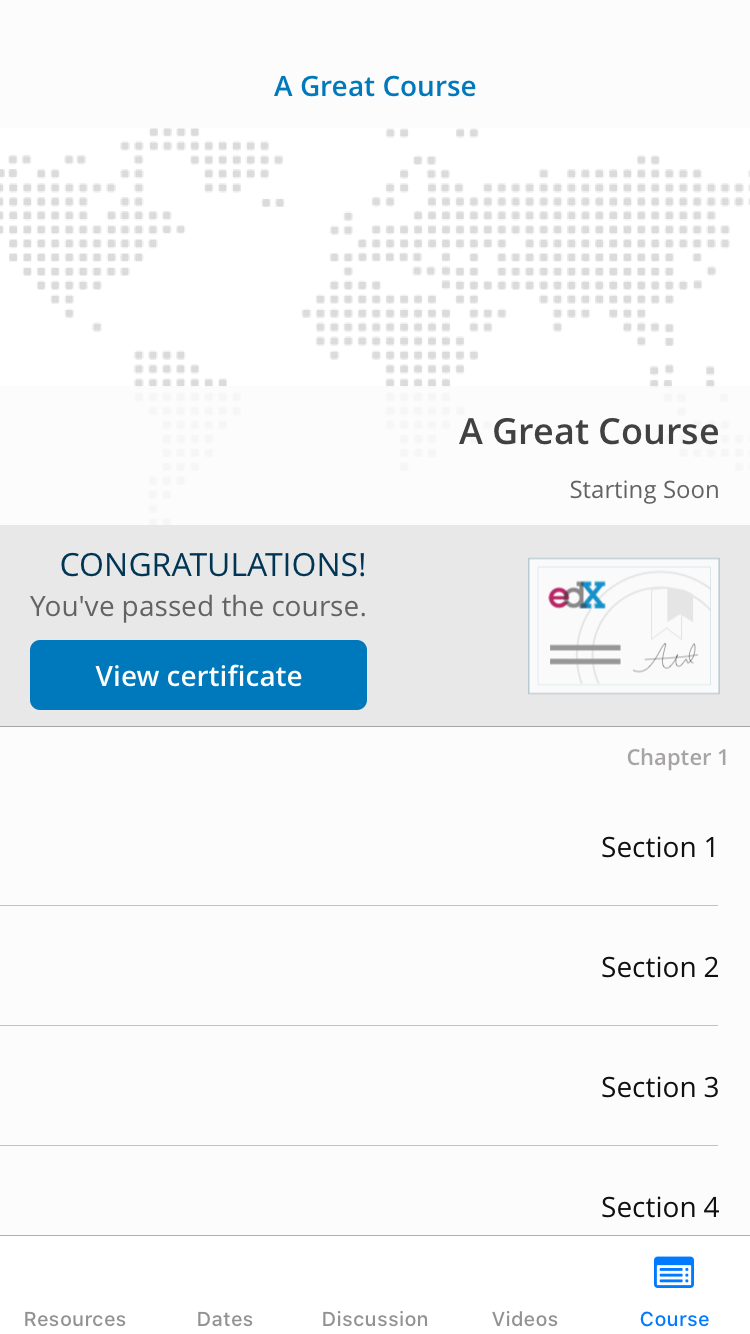 A Great Course
A Great Course
Starting Soon
CONGRATULATIONS!
You've passed the course.
View certificate
edX
Chapter 1
Section 1
Section 2
Section 3
Section 4
Resources
Dates
Discussion
Videos
Course